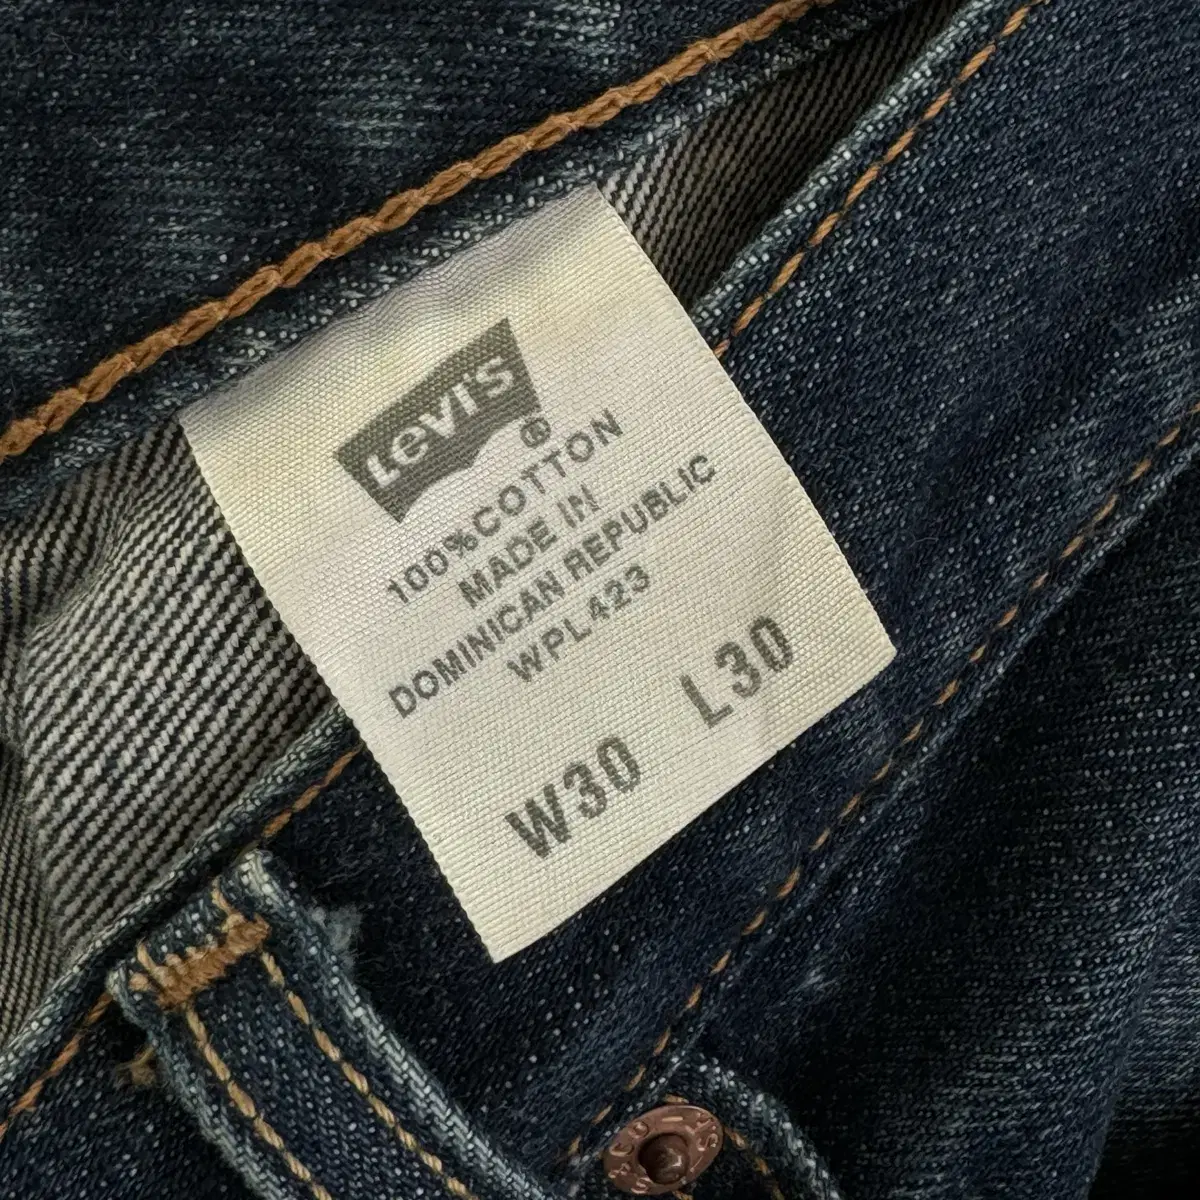 Levi's®
100%COTTON
MADE IN
DOMINICAN REPUBLIC
WPL423
W30 L30